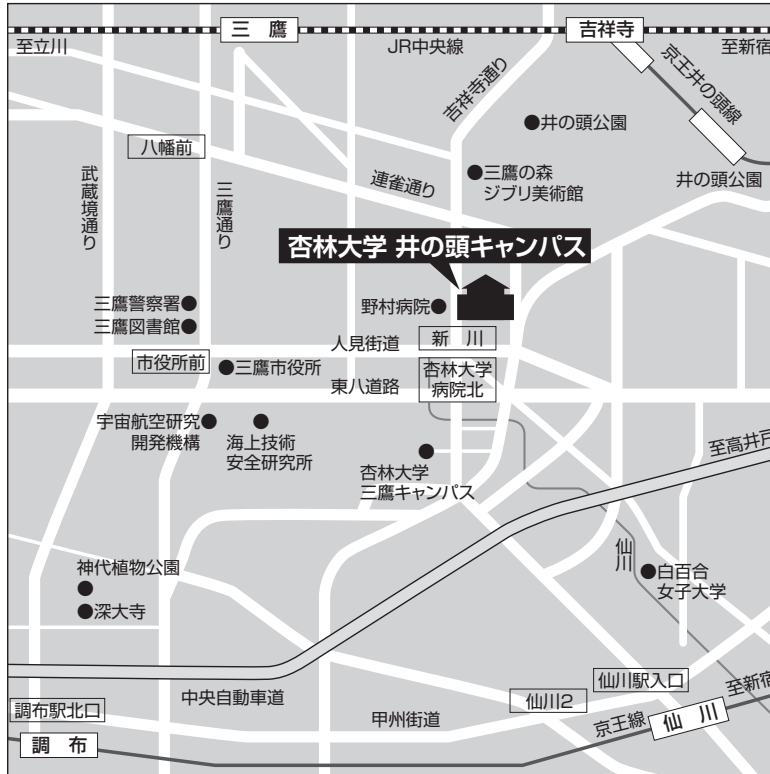 三 鷹
吉祥寺
至立川
JR中央線
至新宿
吉祥寺通り
京王井の頭線
井の頭公園
八幡前
三鷹の森
ジブリ美術館
井の頭公園
連雀通り
武蔵境通り
三鷹通り
杏林大学 井の頭キャンパス
三鷹警察署
野村病院
三鷹図書館
人見街道
新 川
市役所前
三鷹市役所
杏林大学
病院北
東八道路
宇宙航空研究
開発機構
海上技術
安全研究所
杏林大学
三鷹キャンパス
至高井戸
仙川
神代植物公園
深大寺
白百合
女子大学
中央自動車道
仙川駅入口
至新宿
調布駅北口
甲州街道
仙川2
京王線
仙 川
調 布